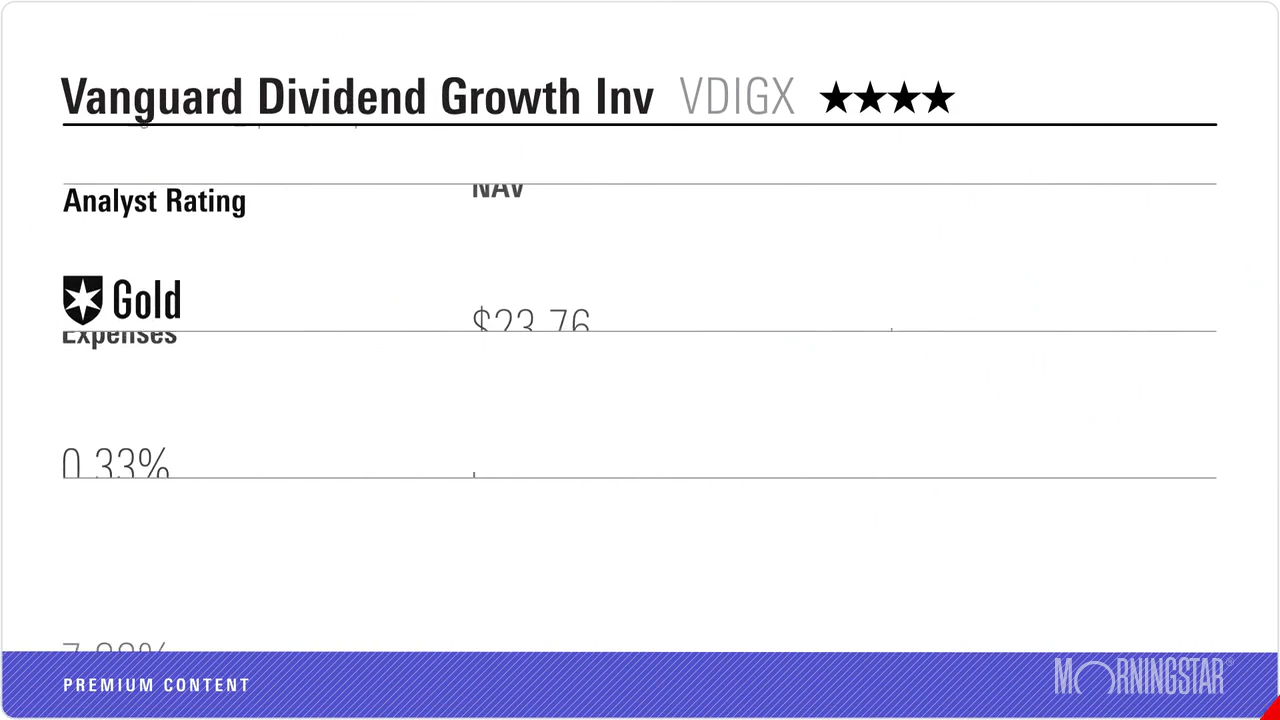 Vanguard Dividend Growth Inv VDIGX ★★★★
Analyst Rating
NAV
Gold
$23.76
Expenses
0.33%
PREMIUM CONTENT
MORNINGSTAR®